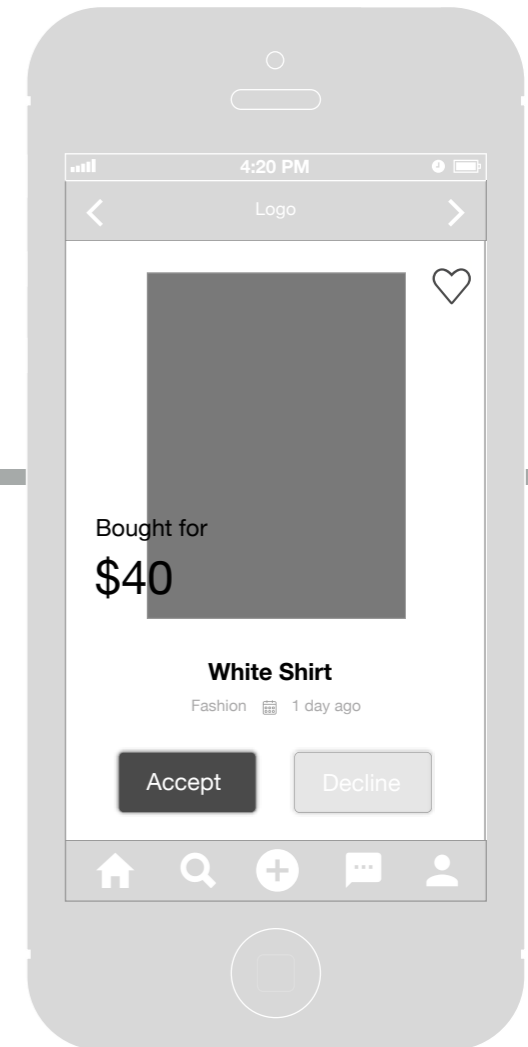 4:20 PM
Logo
Bought for
$40
White Shirt
Fashion 1 day ago
Accept Decline